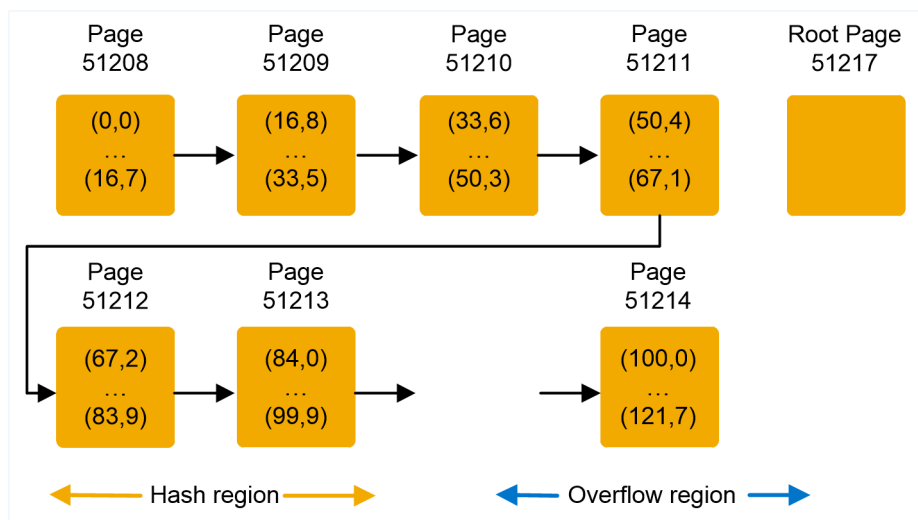 Page
51208
Page
51209
Page
51210
Page
51211
Root Page
51217
(0,0)
...
(16,7)
(16,8)
...
(33,5)
(33,6)
...
(50,3)
(50,4)
...
(67,1)
Page
51212
Page
51213
Page
51214
(67,2)
...
(83,9)
(84,0)
...
(99,9)
(100,0)
...
(121,7)
Hash region
Overflow region